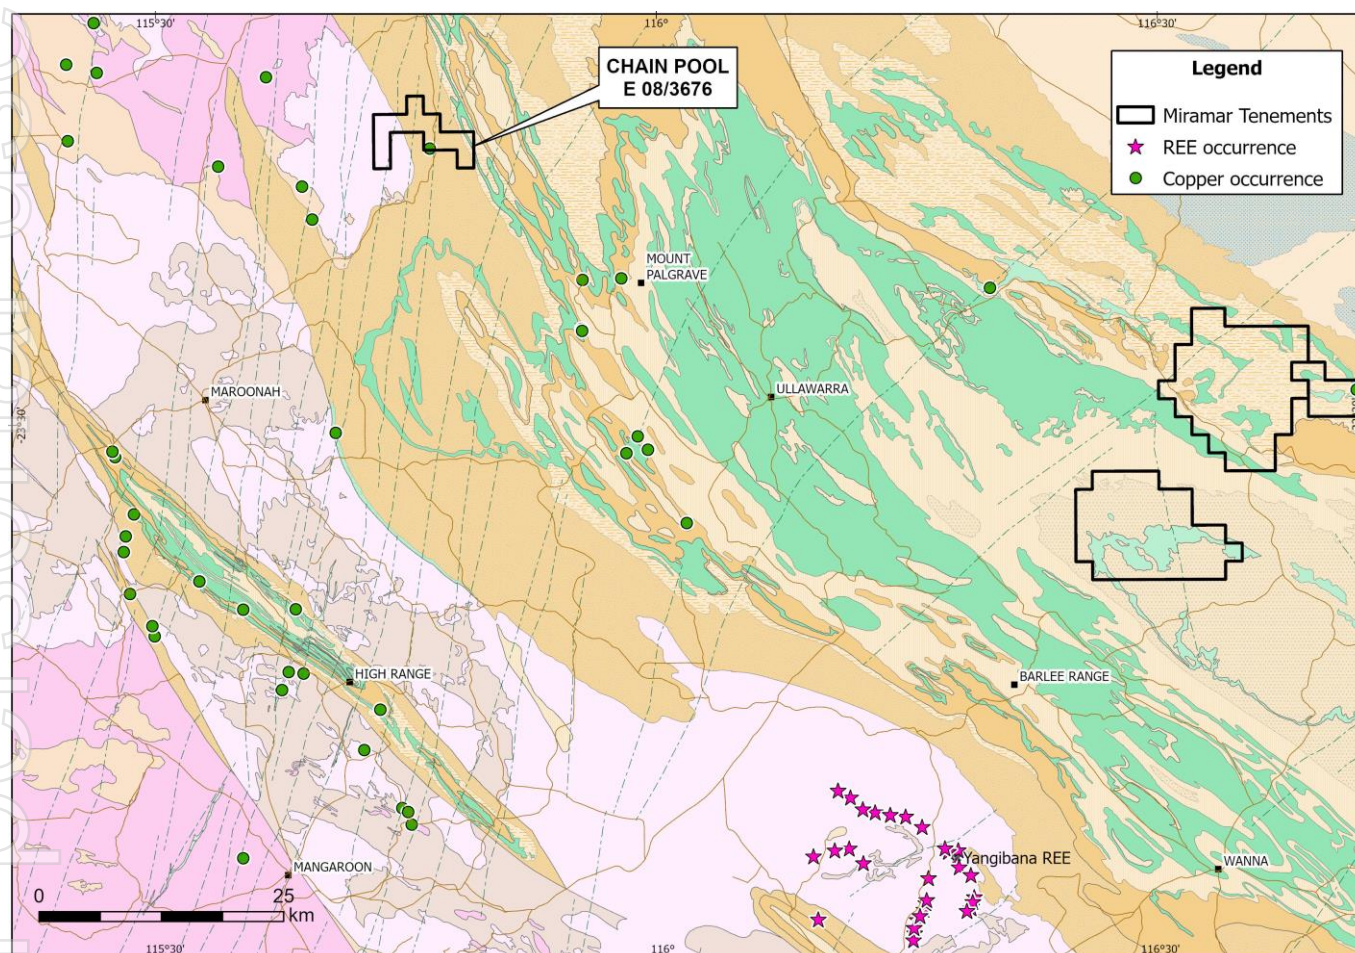 115°30'
116°
116°30'
CHAIN POOL
E 08/3676
Legend
Miramar Tenements
REE occurrence
Copper occurrence
MOUNT
PALGRAVE
MAROONAH
ULLAWARRA
-23°30'
HIGH RANGE
BARLEE RANGE
Yangibana REE
MANGAROON
WANNA
0
25
km
115°30'
116°
116°30'